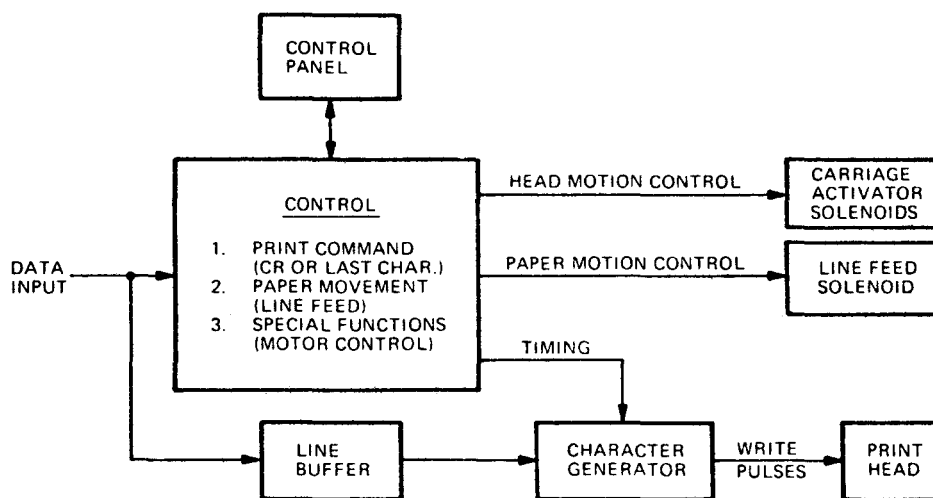 CONTROL
PANEL
HEAD MOTION CONTROL
CARRIAGE
ACTIVATOR
SOLENOIDS
CONTROL
1. PRINT COMMAND
(CR OR LAST CHAR.)
2. PAPER MOVEMENT
(LINE FEED)
3. SPECIAL FUNCTIONS
(MOTOR CONTROL)
DATA
INPUT
PAPER MOTION CONTROL
LINE FEED
SOLENOID
TIMING
LINE
BUFFER
CHARACTER
GENERATOR
WRITE
PULSES
PRINT
HEAD